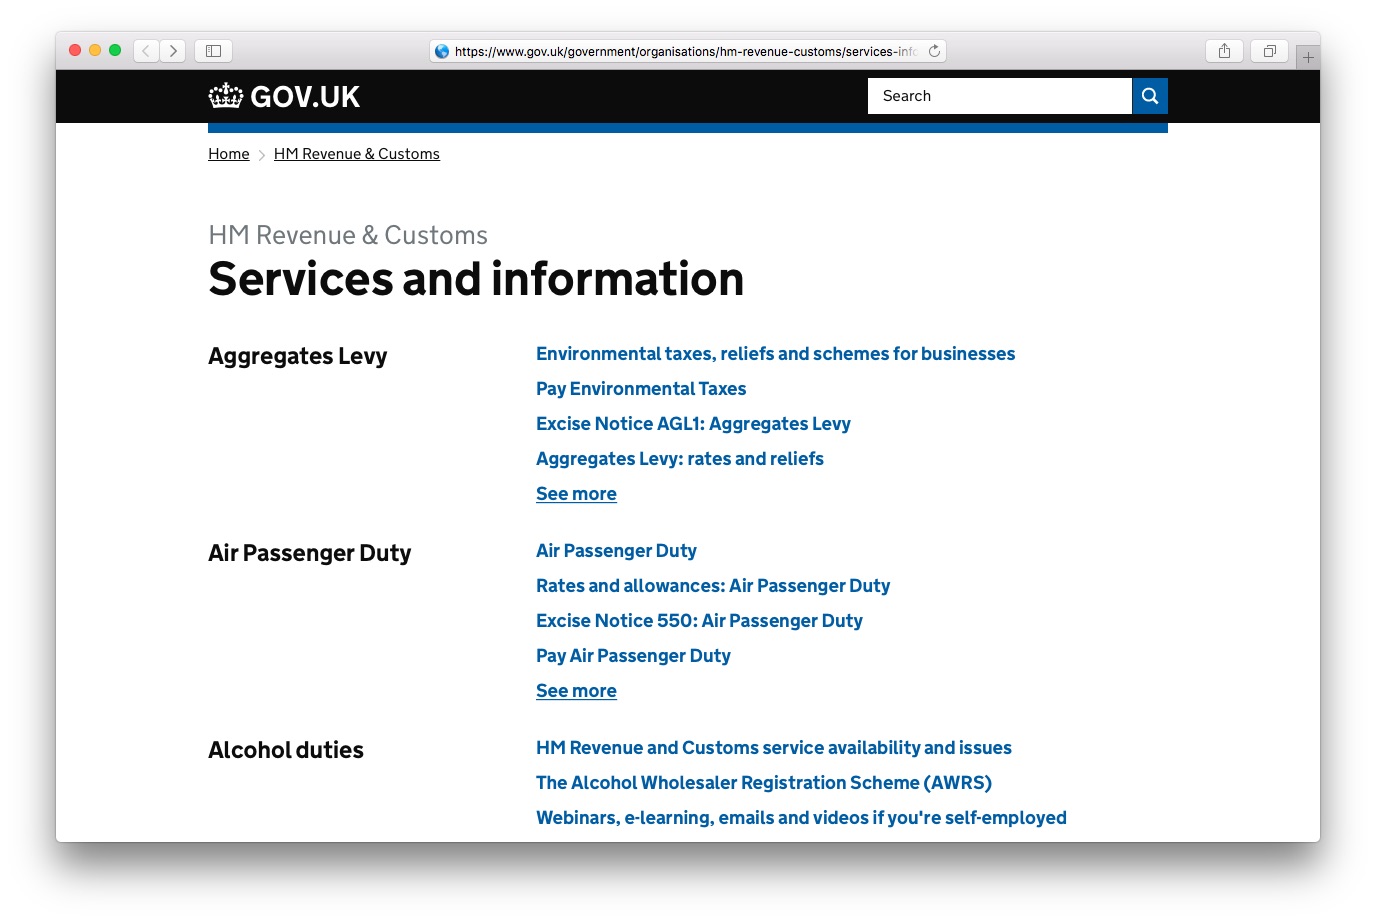 https://www.gov.uk/government/organisations/hm-revenue-customs/services-info
GOV.UK
Search
Home
HM Revenue & Customs
HM Revenue & Customs
Services and information
Aggregates Levy
Environmental taxes, reliefs and schemes for businesses
Pay Environmental Taxes
Excise Notice AGL1: Aggregates Levy
Aggregates Levy: rates and reliefs
See more
Air Passenger Duty
Air Passenger Duty
Rates and allowances: Air Passenger Duty
Excise Notice 550: Air Passenger Duty
Pay Air Passenger Duty
See more
Alcohol duties
HM Revenue and Customs service availability and issues
The Alcohol Wholesaler Registration Scheme (AWRS)
Webinars, e-learning, emails and videos if you're self-employed